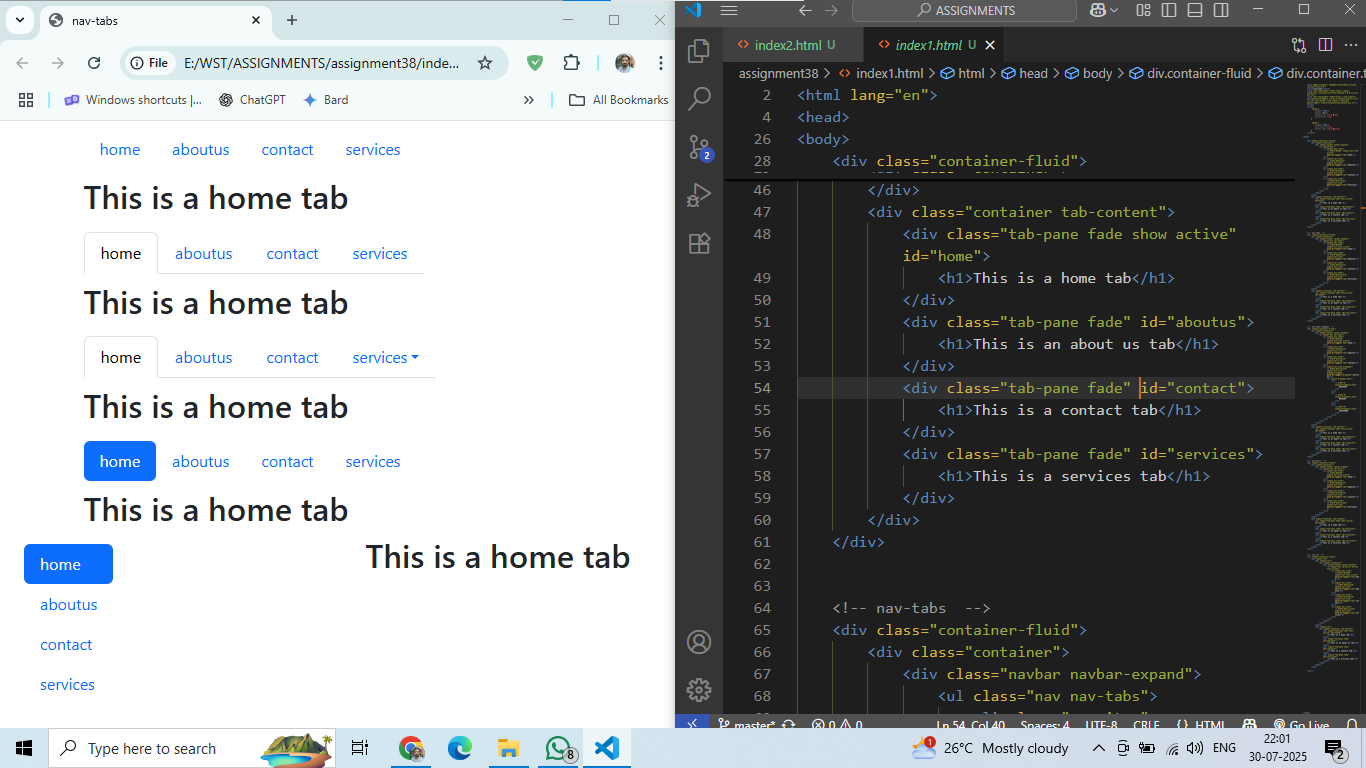 nav-tabs
File E:/WST/ASSIGNMENTS/assignment38/inde...
Windows shortcuts |...
ChatGPT
Bard
»
All Bookmarks
home aboutus contact services
This is a home tab
home aboutus contact services
This is a home tab
home aboutus contact services
This is a home tab
home aboutus contact services
This is a home tab
home
aboutus
contact
services
This is a home tab
ASSIGNMENTS
index2.html U
index1.html U
assignment38 > index1.html > html > head > body > div.container-fluid > div.container.t
2 <html lang="en">
4 <head>
26 <body>
28 <div class="container-fluid">
46 </div>
47 <div class="container tab-content">
48 <div class="tab-pane fade show active"
id="home">
49 <h1>This is a home tab</h1>
50 </div>
51 <div class="tab-pane fade" id="aboutus">
52 <h1>This is an about us tab</h1>
53 </div>
54 <div class="tab-pane fade" id="contact">
55 <h1>This is a contact tab</h1>
56 </div>
57 <div class="tab-pane fade" id="services">
58 <h1>This is a services tab</h1>
59 </div>
60 </div>
61 </div>
62
63
64 <!-- nav-tabs  -->
65 <div class="container-fluid">
66 <div class="container">
67 <div class="navbar navbar-expand">
68 <ul class="nav nav-tabs">
2
master* 0 0 Ln 54, Col 40 Spaces: 4 UTF-8 CRLF {} HTML Go Live
Type here to search
8
1
26°C Mostly cloudy
ENG
22:01
30-07-2025
2